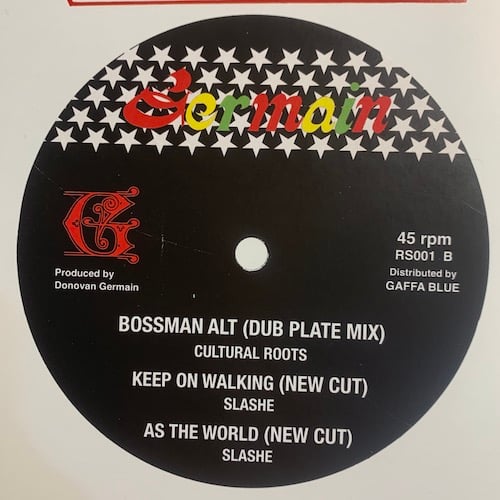 Germain
G
45 rpm
RS001 B
Produced by
Donovan Germain
Distributed by
GAFFA BLUE
BOSSMAN ALT (DUB PLATE MIX)
CULTURAL ROOTS
KEEP ON WALKING (NEW CUT)
SLASHE
AS THE WORLD (NEW CUT)
SLASHE